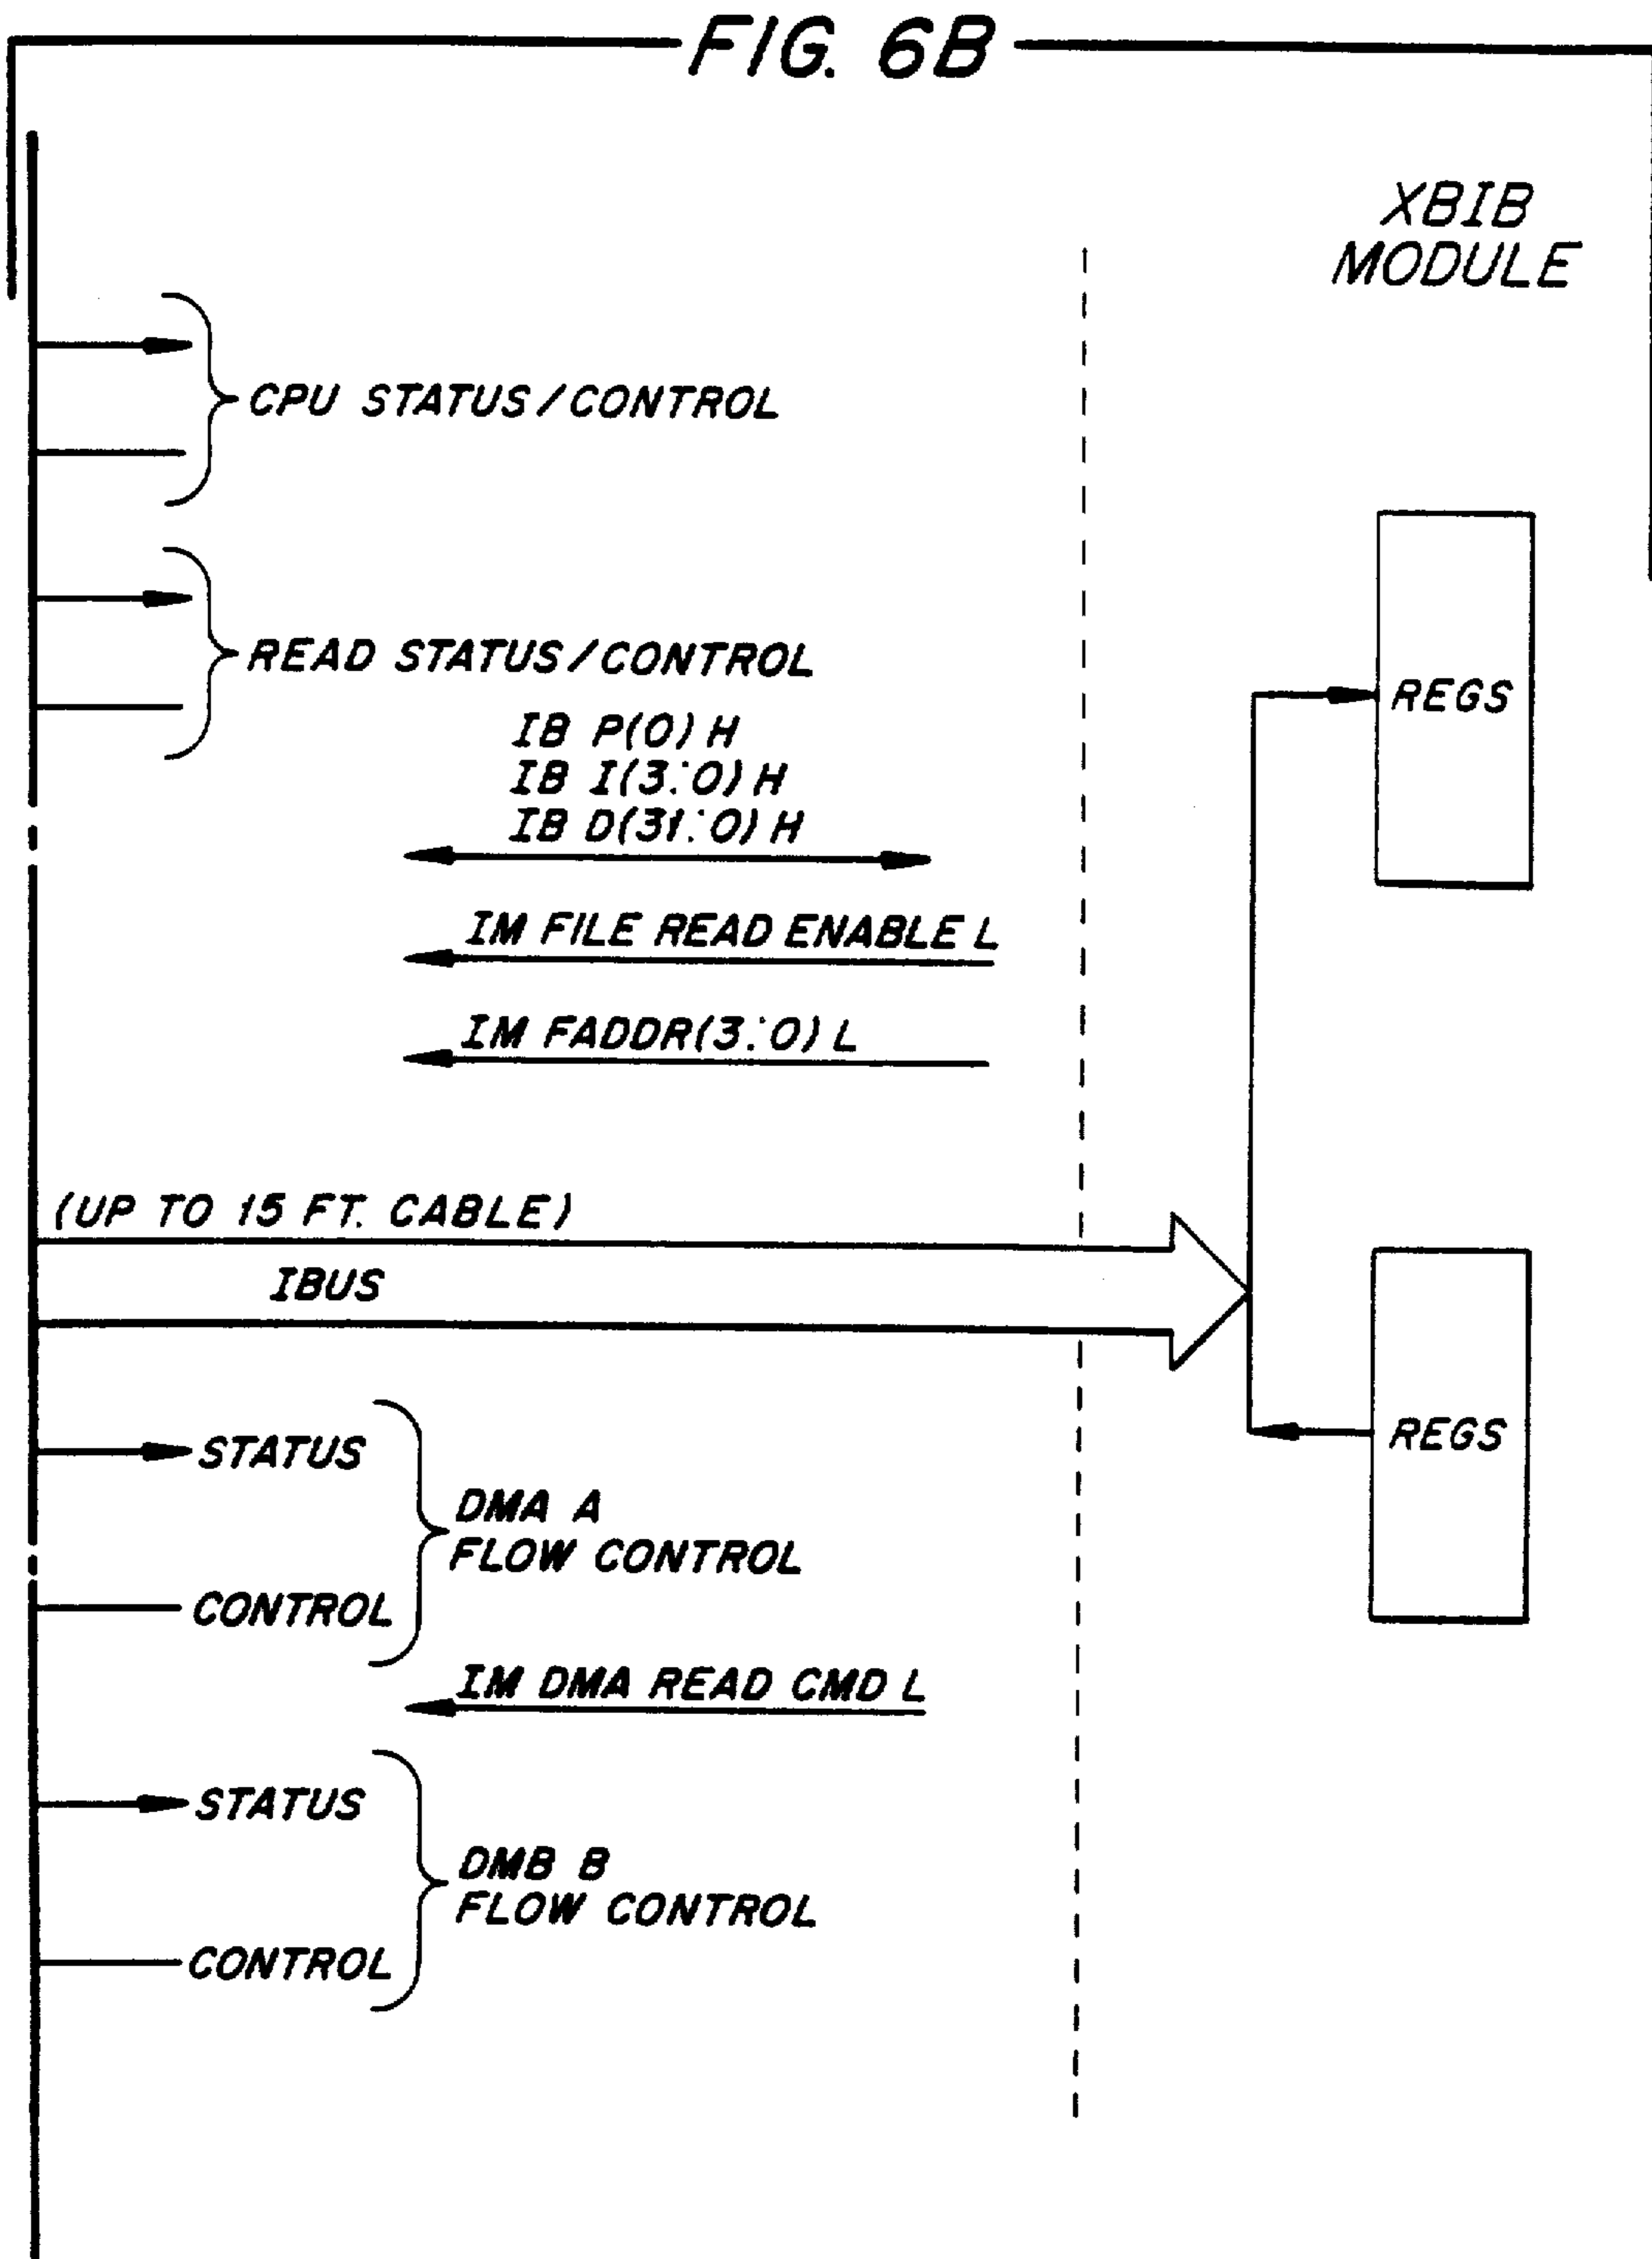 FIG. 6B
XBIB
MODULE
CPU STATUS/CONTROL
READ STATUS/CONTROL
REGS
IB P(0) H
IB I(3:0) H
IB D(31:0) H
IM FILE READ ENABLE L
IM FADDR(3:0) L
(UP TO 15 FT. CABLE)
IBUS
STATUS
REGS
DMA A
FLOW CONTROL
CONTROL
IM DMA READ CMD L
STATUS
DMB B
FLOW CONTROL
CONTROL